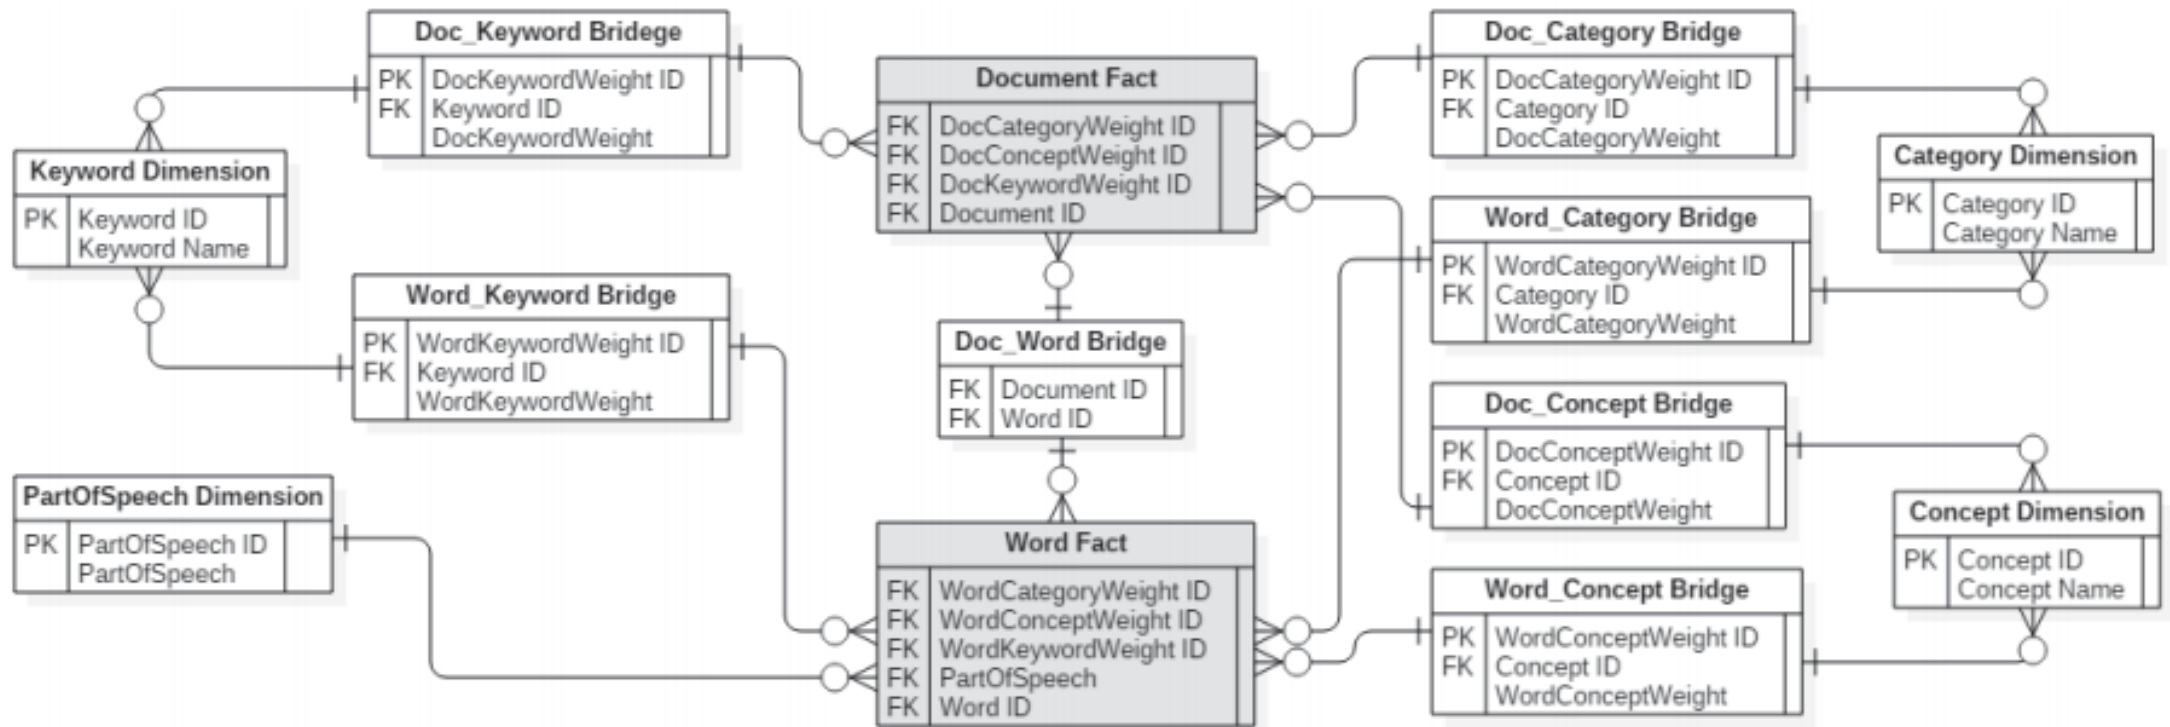 Doc_Keyword Bridege
PK DocKeywordWeight ID
FK Keyword ID
DocKeywordWeight
Keyword Dimension
PK Keyword ID
Keyword Name
Word_Keyword Bridge
PK WordKeywordWeight ID
FK Keyword ID
WordKeywordWeight
PartOfSpeech Dimension
PK PartOfSpeech ID
PartOfSpeech
Document Fact
FK DocCategoryWeight ID
FK DocConceptWeight ID
FK DocKeywordWeight ID
FK Document ID
Doc_Word Bridge
FK Document ID
FK Word ID
Word Fact
FK WordCategoryWeight ID
FK WordConceptWeight ID
FK WordKeywordWeight ID
FK PartOfSpeech
FK Word ID
Doc_Category Bridge
PK DocCategoryWeight ID
FK Category ID
DocCategoryWeight
Word_Category Bridge
PK WordCategoryWeight ID
FK Category ID
WordCategoryWeight
Doc_Concept Bridge
PK DocConceptWeight ID
FK Concept ID
DocConceptWeight
Word_Concept Bridge
PK WordConceptWeight ID
FK Concept ID
WordConceptWeight
Category Dimension
PK Category ID
Category Name
Concept Dimension
PK Concept ID
Concept Name